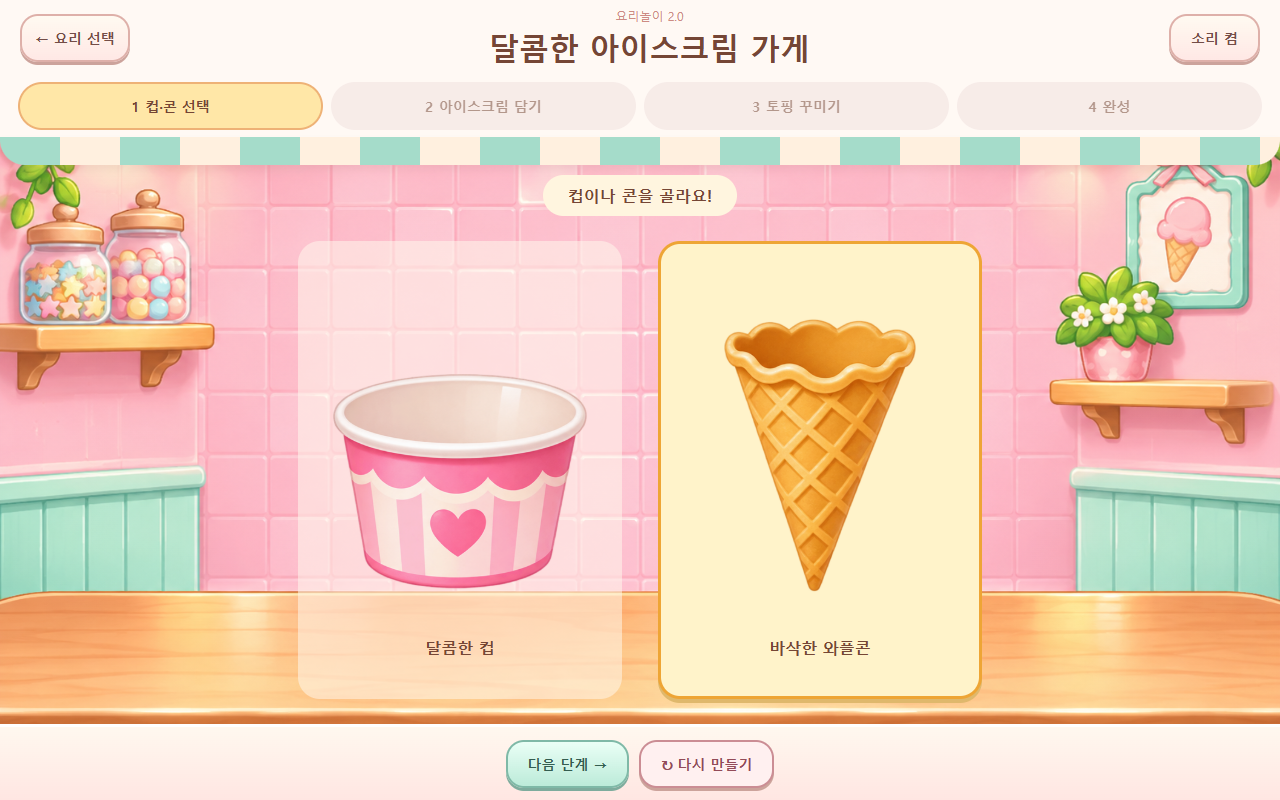 ← 요리 선택
요리놀이 2.0
달콤한 아이스크림 가게
소리 켬
1 컵·콘 선택
2 아이스크림 담기
3 토핑 꾸미기
4 완성
컵이나 콘을 골라요!
달콤한 컵
바삭한 와플콘
다음 단계 →
↻ 다시 만들기